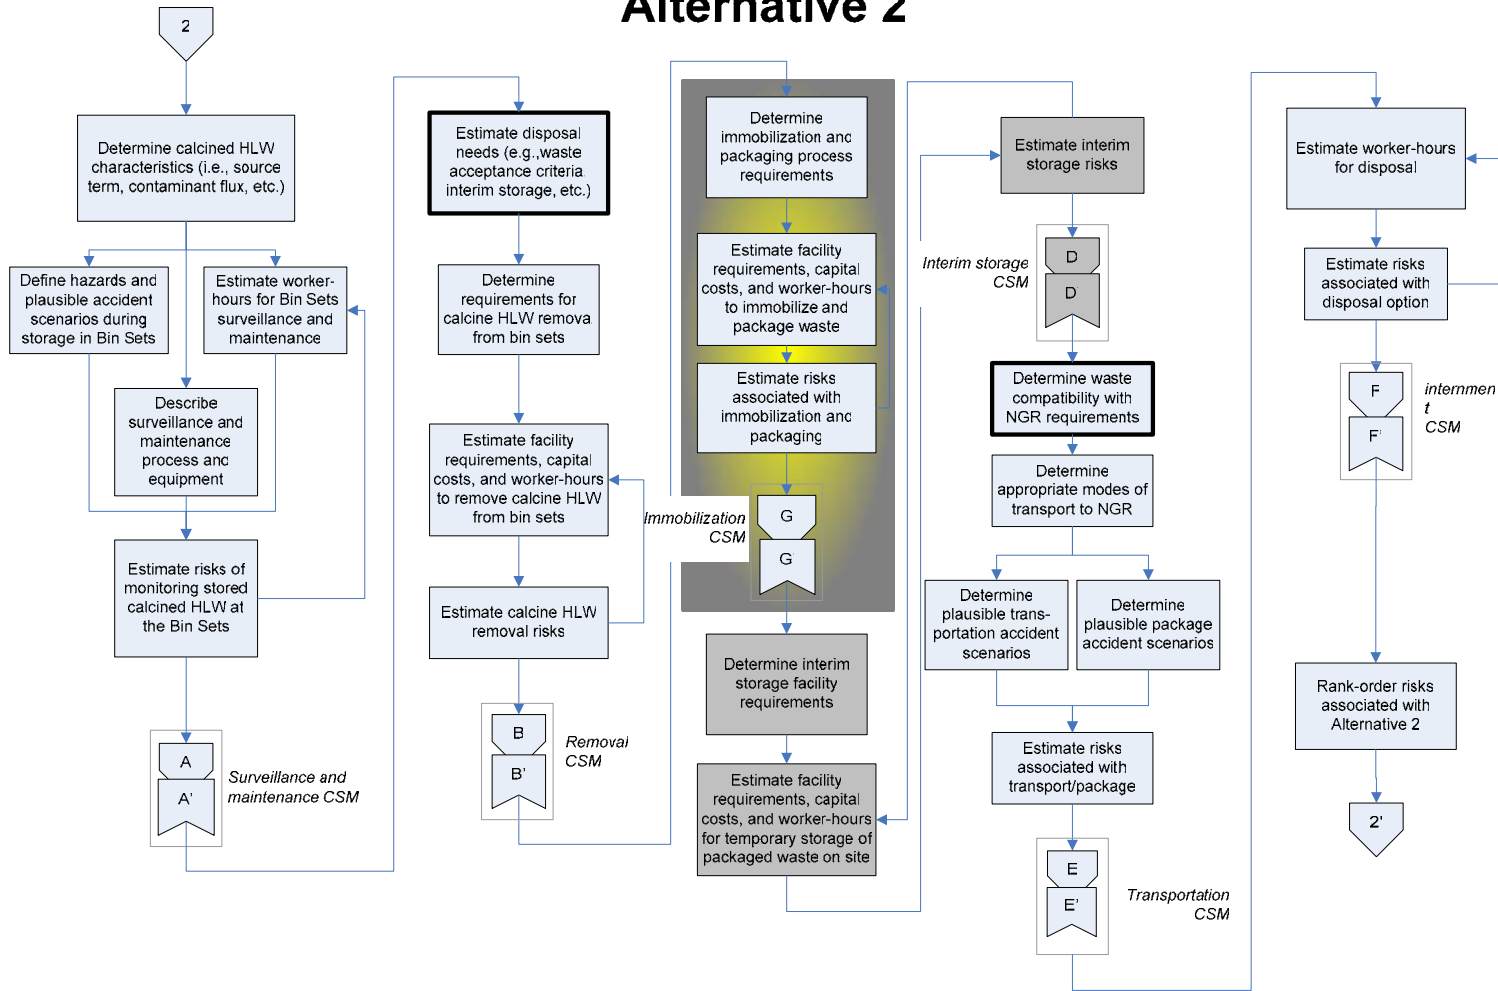 Alternative 2
2
Determine calcined HLW
characteristics (i.e., source
term, contaminant flux, etc.)
Define hazards and
plausible accident
scenarios during
storage in Bin Sets
Estimate worker-
hours for Bin Sets
surveillance and
maintenance
Describe
surveillance and
maintenance
process and
equipment
Estimate risks of
monitoring stored
calcined HLW at
the Bin Sets
A
A'
Surveillance and
maintenance CSM
Estimate disposal
needs (e.g.,waste
acceptance criteria,
interim storage, etc.)
Determine
requirements for
calcine HLW remova
from bin sets
Estimate facility
requirements, capital
costs, and worker-hours
to remove calcine HLW
from bin sets
Estimate calcine HLW
removal risks
B
B'
Removal
CSM
Determine
immobilization and
packaging process
requirements
Estimate facility
requirements, capital
costs, and worker-hours
to immobilize and
package waste
Estimate risks
associated with
immobilization and
packaging
Immobilization
CSM
G
G'
Determine interim
storage facility
requirements
Estimate facility
requirements, capital
costs, and worker-hours
for temporary storage of
packaged waste on site
Estimate interim
storage risks
Interim storage
CSM
D
D'
Determine waste
compatibility with
NGR requirements
Determine
appropriate modes of
transport to NGR
Determine
plausible trans-
portation accident
scenarios
Determine
plausible package
accident scenarios
Estimate risks
associated with
transport/package
E
E'
Transportation
CSM
Estimate worker-hours
for disposal
Estimate risks
associated with
disposal option
F
F'
internmen
t
CSM
Rank-order risks
associated with
Alternative 2
2'